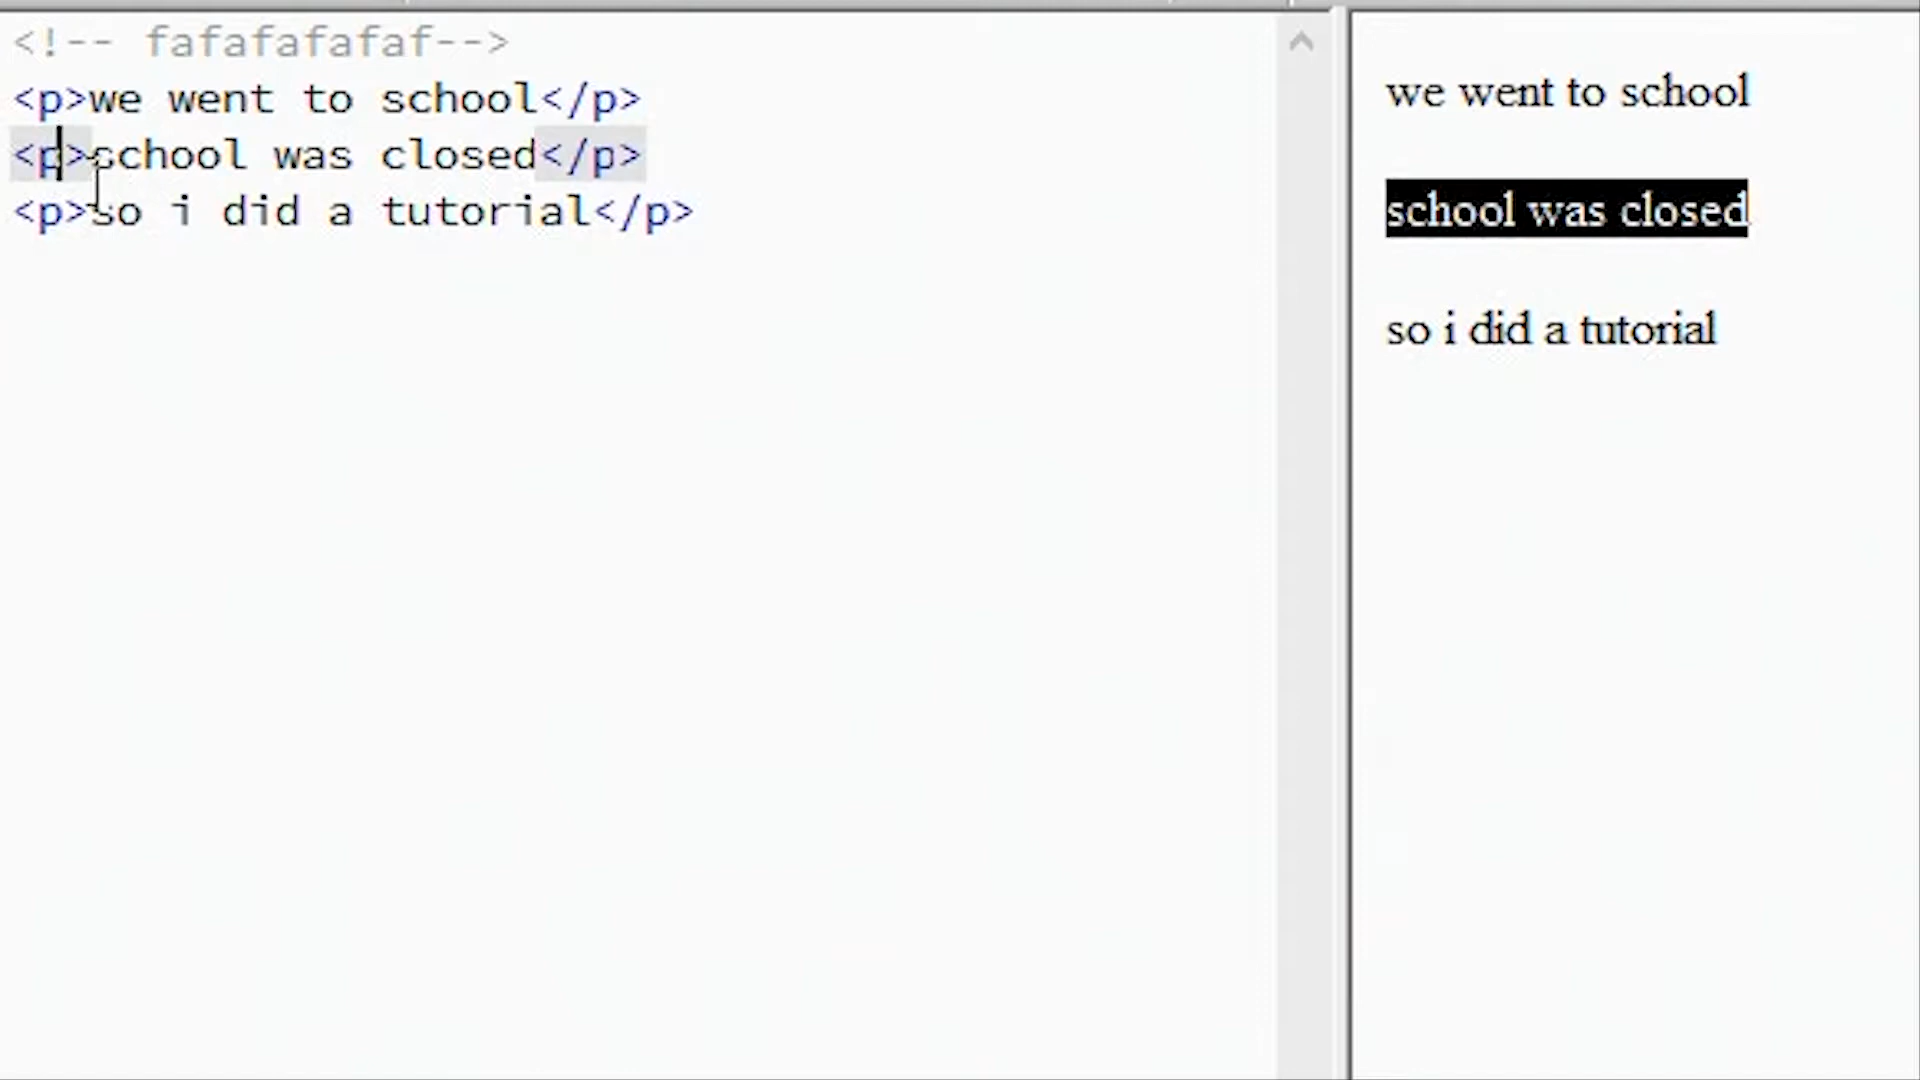 <!-- fafafafafaf-->
<p>we went to school</p>
<p>school was closed</p>
<p>so i did a tutorial</p>
we went to school
school was closed
so i did a tutorial